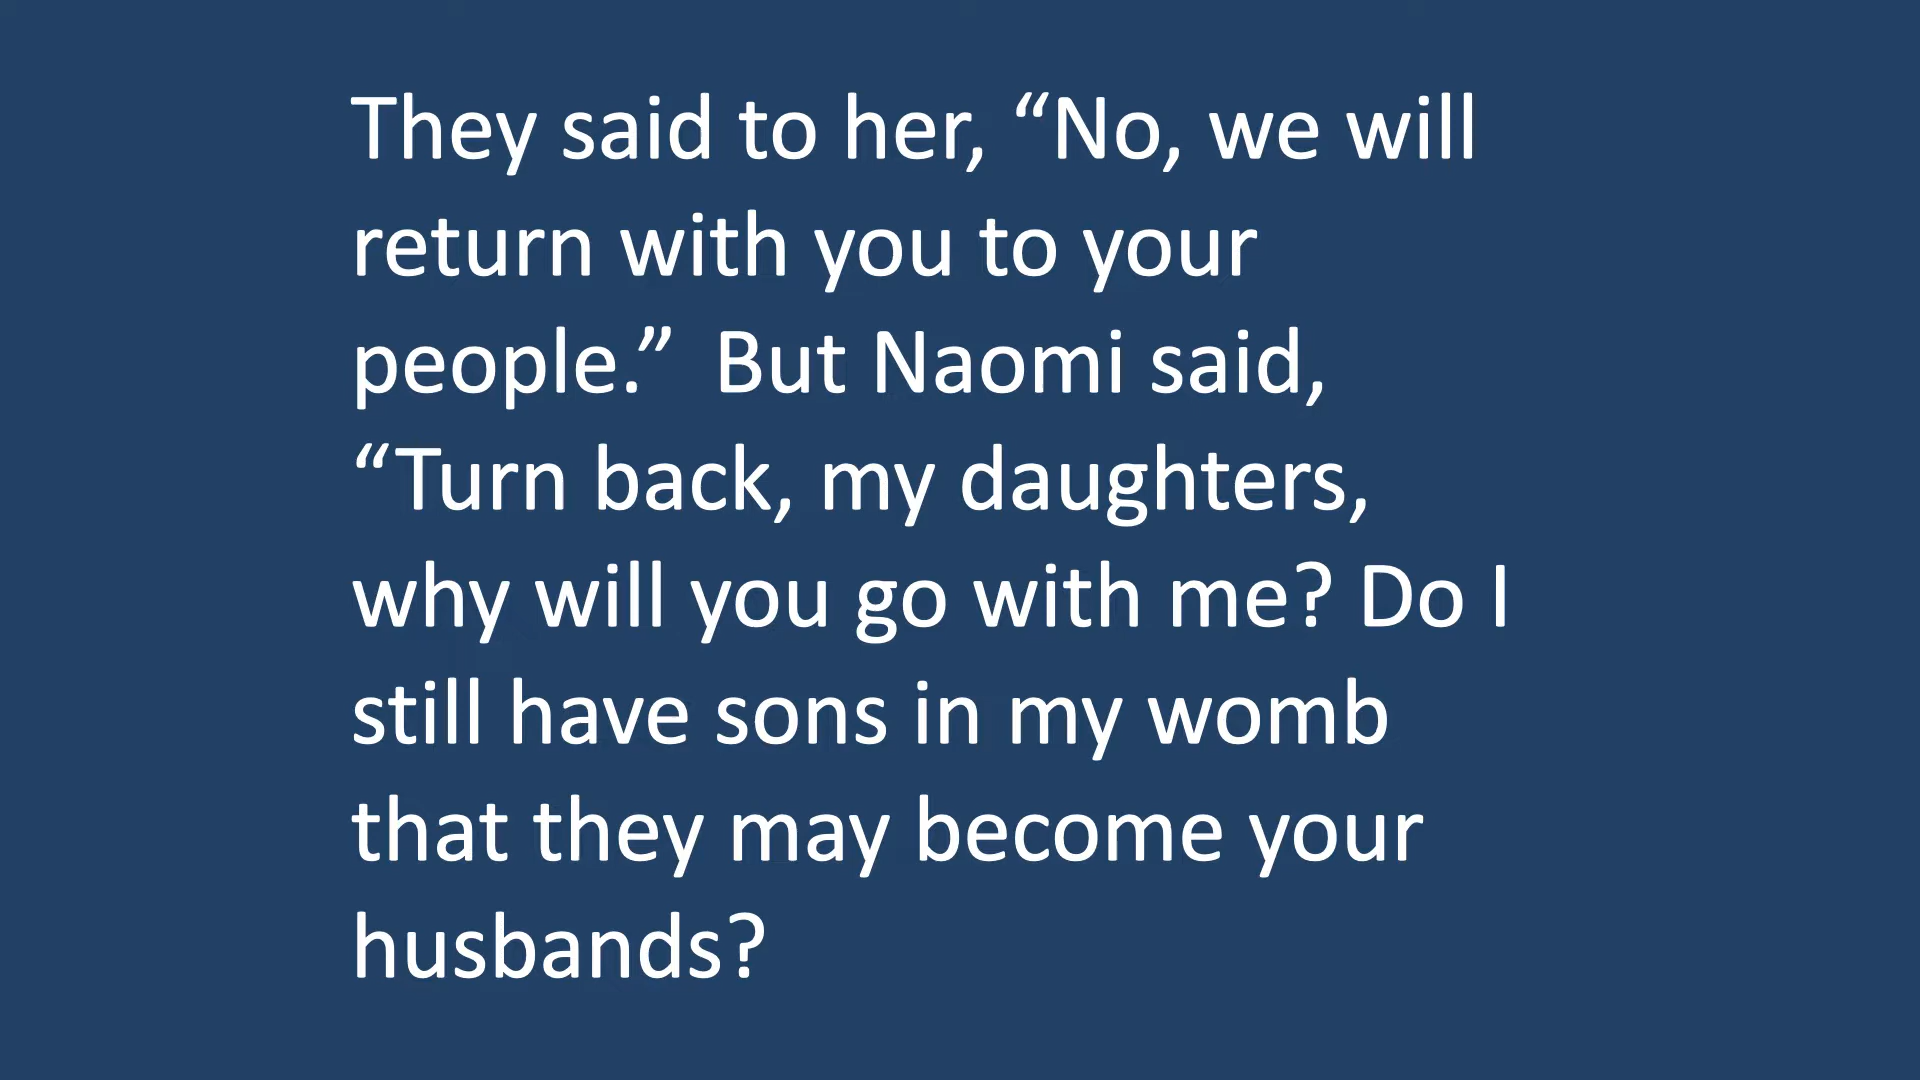 They said to her, “No, we will
return with you to your
people.”  But Naomi said,
“Turn back, my daughters,
why will you go with me? Do I
still have sons in my womb
that they may become your
husbands?